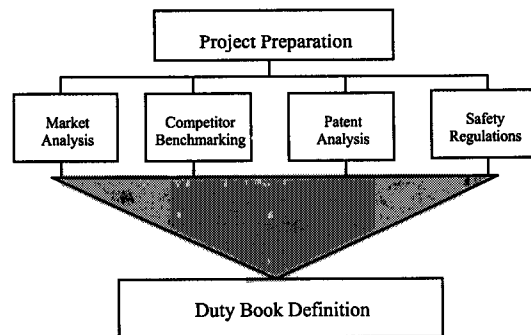 Project Preparation
Market
Analysis
Competitor
Benchmarking
Patent
Analysis
Safety
Regulations
Duty Book Definition